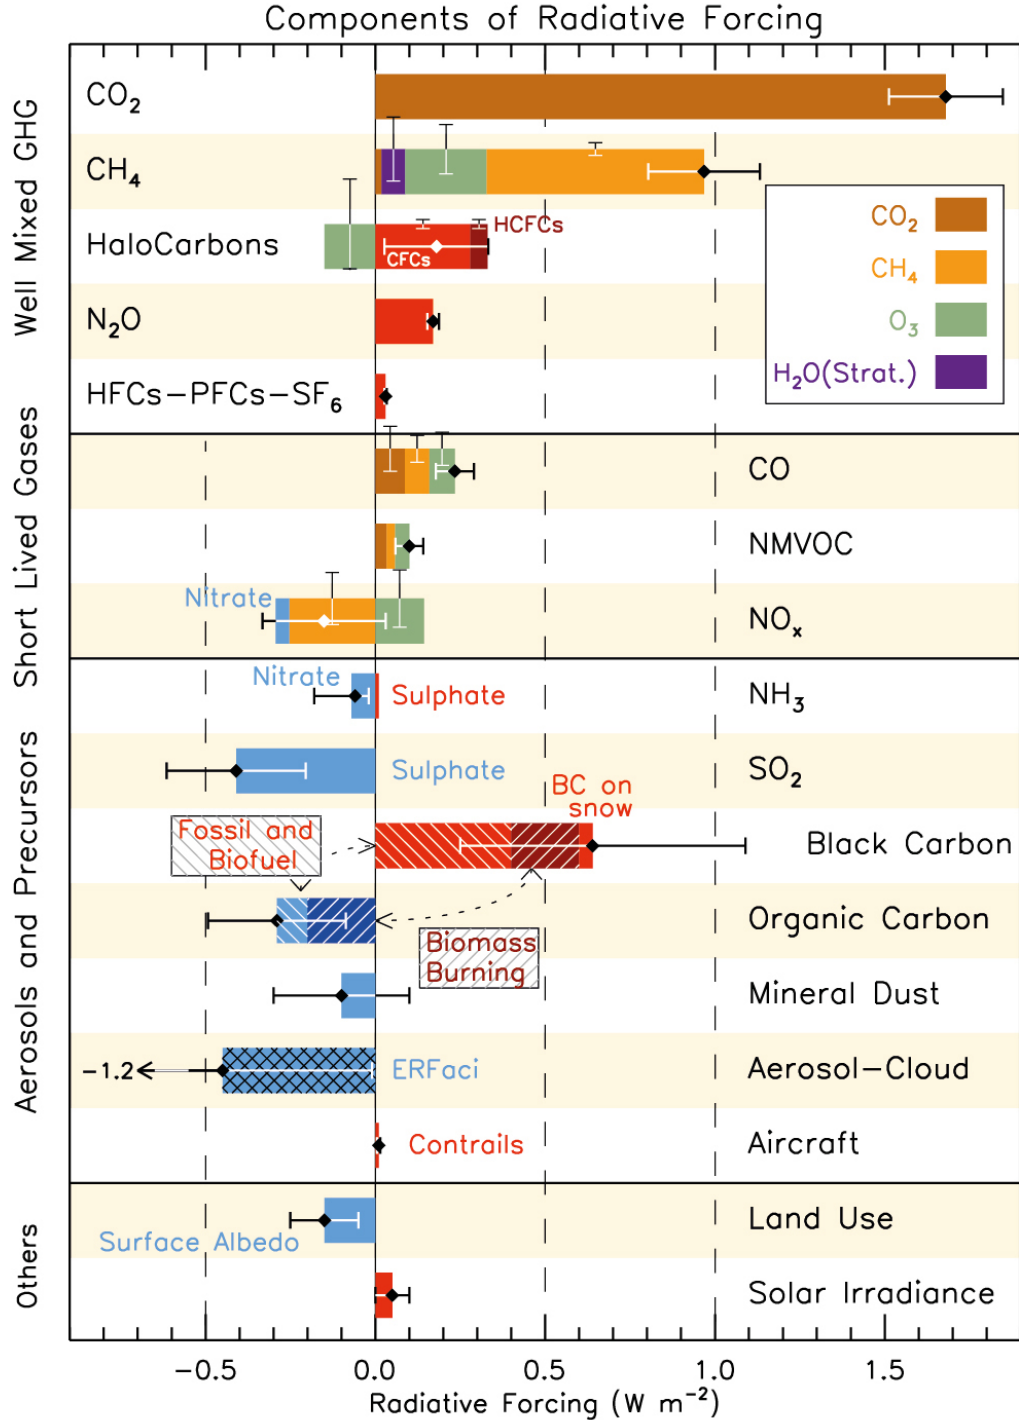 Components of Radiative Forcing
Well Mixed GHG
CO₂
CH₄
HaloCarbons
HCFCs
CFCs
N₂O
HFCs−PFCs−SF₆
CO₂
CH₄
O₃
H₂O(Strat.)
Short Lived Gases
CO
NMVOC
Nitrate
NOₓ
Aerosols and Precursors
Nitrate
Sulphate
NH₃
Sulphate
SO₂
BC on
snow
Fossil and
Biofuel
Black Carbon
Organic Carbon
Biomass
Burning
Mineral Dust
−1.2
ERFaci
Aerosol−Cloud
Contrails
Aircraft
Others
Land Use
Surface Albedo
Solar Irradiance
−0.5 0.0 0.5 1.0 1.5
Radiative Forcing (W m⁻²)